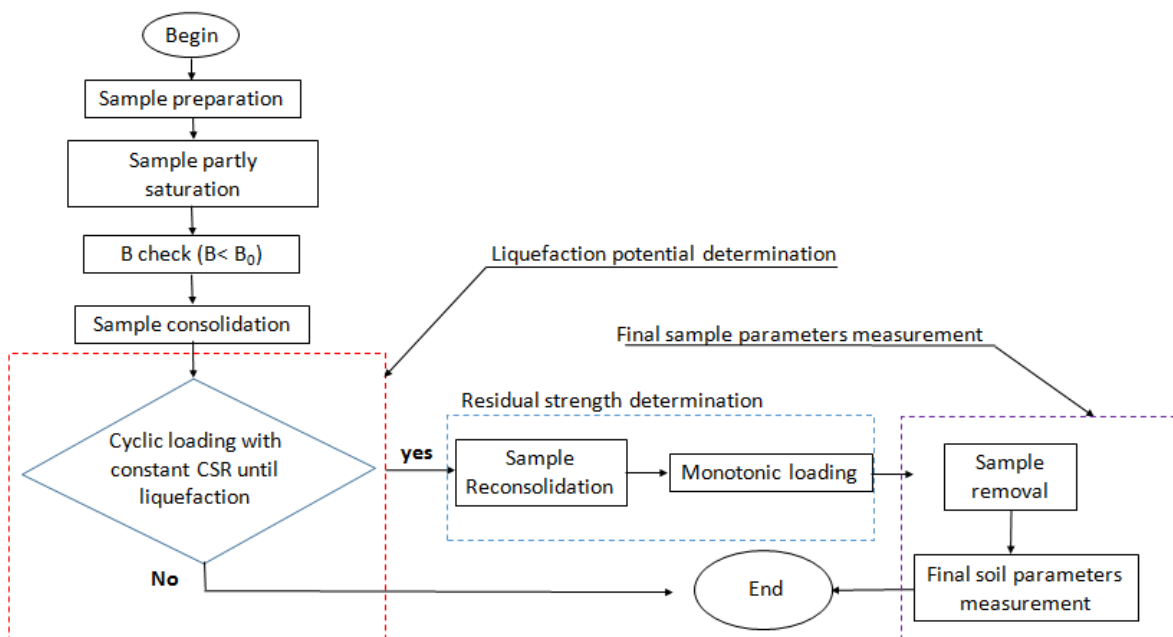 Begin
Sample preparation
Sample partly
saturation
B check (B< B₀)
Sample consolidation
Liquefaction potential determination
Final sample parameters measurement
Residual strength determination
Cyclic loading with
constant CSR until
liquefaction
yes
Sample
Reconsolidation
Monotonic loading
Sample
removal
No
End
Final soil parameters
measurement